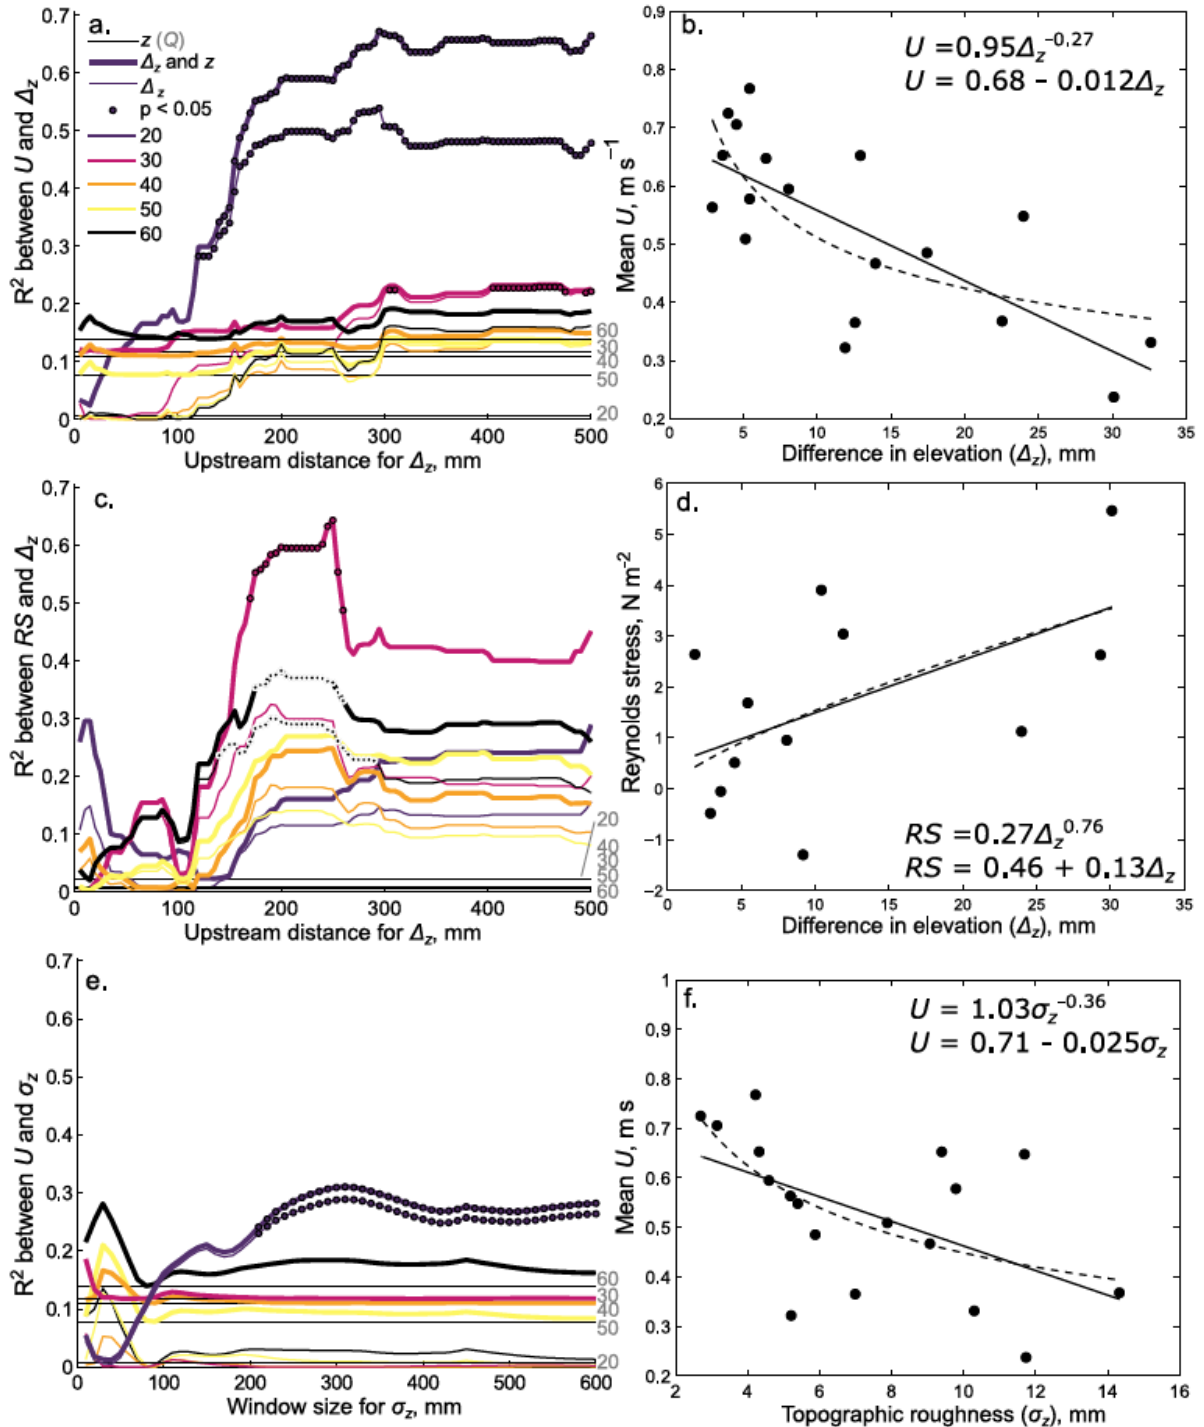 a.
z (Q)
Δz and z
Δz
p < 0.05
20
30
40
50
60
0.7
0.6
0.5
0.4
0.3
0.2
0.1
0
R² between U and Δz
60
30
40
50
20
0 100 200 300 400 500
Upstream distance for Δz, mm
b.
U = 0.95Δz^-0.27
U = 0.68 - 0.012Δz
0.9
0.8
0.7
0.6
0.5
0.4
0.3
0.2
Mean U, m s⁻¹
0 5 10 15 20 25 30 35
Difference in elevation (Δz), mm
c.
0.7
0.6
0.5
0.4
0.3
0.2
0.1
0
R² between RS and Δz
20
40
30
50
60
0 100 200 300 400 500
Upstream distance for Δz, mm
d.
6
5
4
3
2
1
0
−1
−2
Reynolds stress, N m⁻²
RS = 0.27Δz^0.76
RS = 0.46 + 0.13Δz
5 10 15 20 25 30 35
Difference in elevation (Δz), mm
e.
0.7
0.6
0.5
0.4
0.3
0.2
0.1
0
R² between U and σz
60
30
40
50
20
0 100 200 300 400 500 600
Window size for σz, mm
f.
U = 1.03σz^-0.36
U = 0.71 - 0.025σz
1
0,9
0.8
0.7
0.6
0.5
0.4
0.3
0.2
Mean U, m s
2 4 6 8 10 12 14 16
Topographic roughness (σz), mm